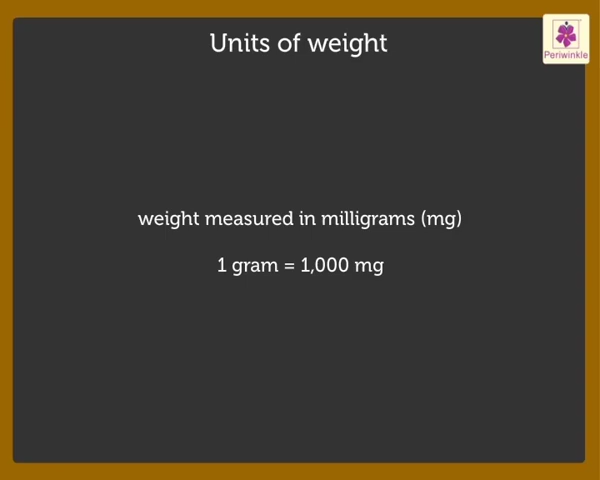 Units of weight
Periwinkle
weight measured in milligrams (mg)
1 gram = 1,000 mg